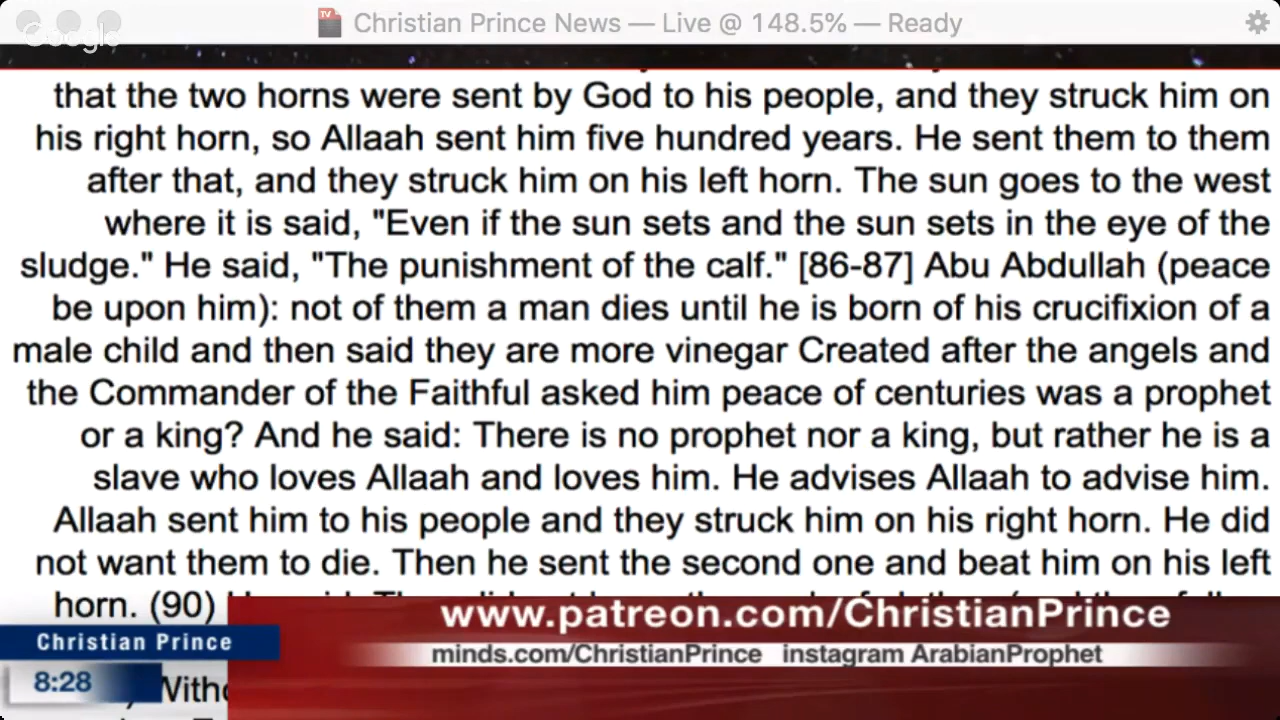 Christian Prince News — Live @ 148.5% — Ready
Google
that the two horns were sent by God to his people, and they struck him on
his right horn, so Allaah sent him five hundred years. He sent them to them
after that, and they struck him on his left horn. The sun goes to the west
where it is said, "Even if the sun sets and the sun sets in the eye of the
sludge." He said, "The punishment of the calf." [86-87] Abu Abdullah (peace
be upon him): not of them a man dies until he is born of his crucifixion of a
male child and then said they are more vinegar Created after the angels and
the Commander of the Faithful asked him peace of centuries was a prophet
or a king? And he said: There is no prophet nor a king, but rather he is a
slave who loves Allaah and loves him. He advises Allaah to advise him.
Allaah sent him to his people and they struck him on his right horn. He did
not want them to die. Then he sent the second one and beat him on his left
horn. (90)
www.patreon.com/ChristianPrince
Christian Prince
minds.com/ChristianPrince instagram ArabianProphet
8:28